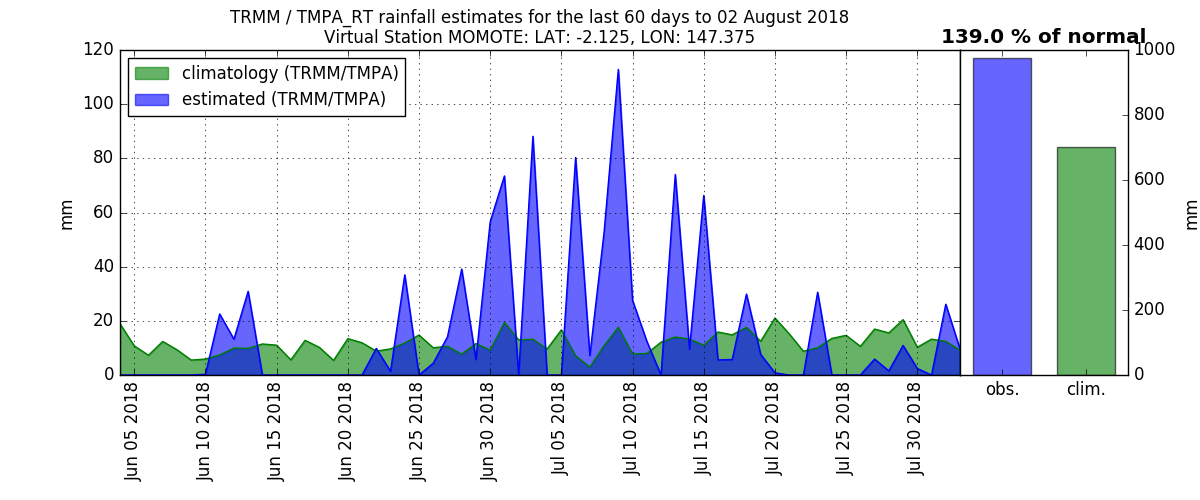 TRMM / TMPA_RT rainfall estimates for the last 60 days to 02 August 2018
Virtual Station MOMOTE: LAT: -2.125, LON: 147.375
139.0 % of normal
climatology (TRMM/TMPA)
estimated (TRMM/TMPA)
mm
120
100
80
60
40
20
0
Jun 05 2018
Jun 10 2018
Jun 15 2018
Jun 20 2018
Jun 25 2018
Jun 30 2018
Jul 05 2018
Jul 10 2018
Jul 15 2018
Jul 20 2018
Jul 25 2018
Jul 30 2018
obs.
clim.
1000
800
600
400
200
0
mm